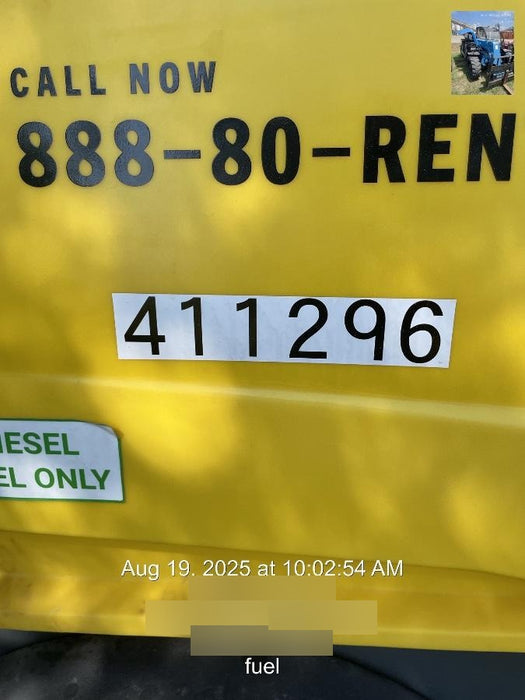 CALL NOW
888-80-REN
411296
IESEL
EL ONLY
Aug 19, 2025 at 10:02:54 AM
fuel